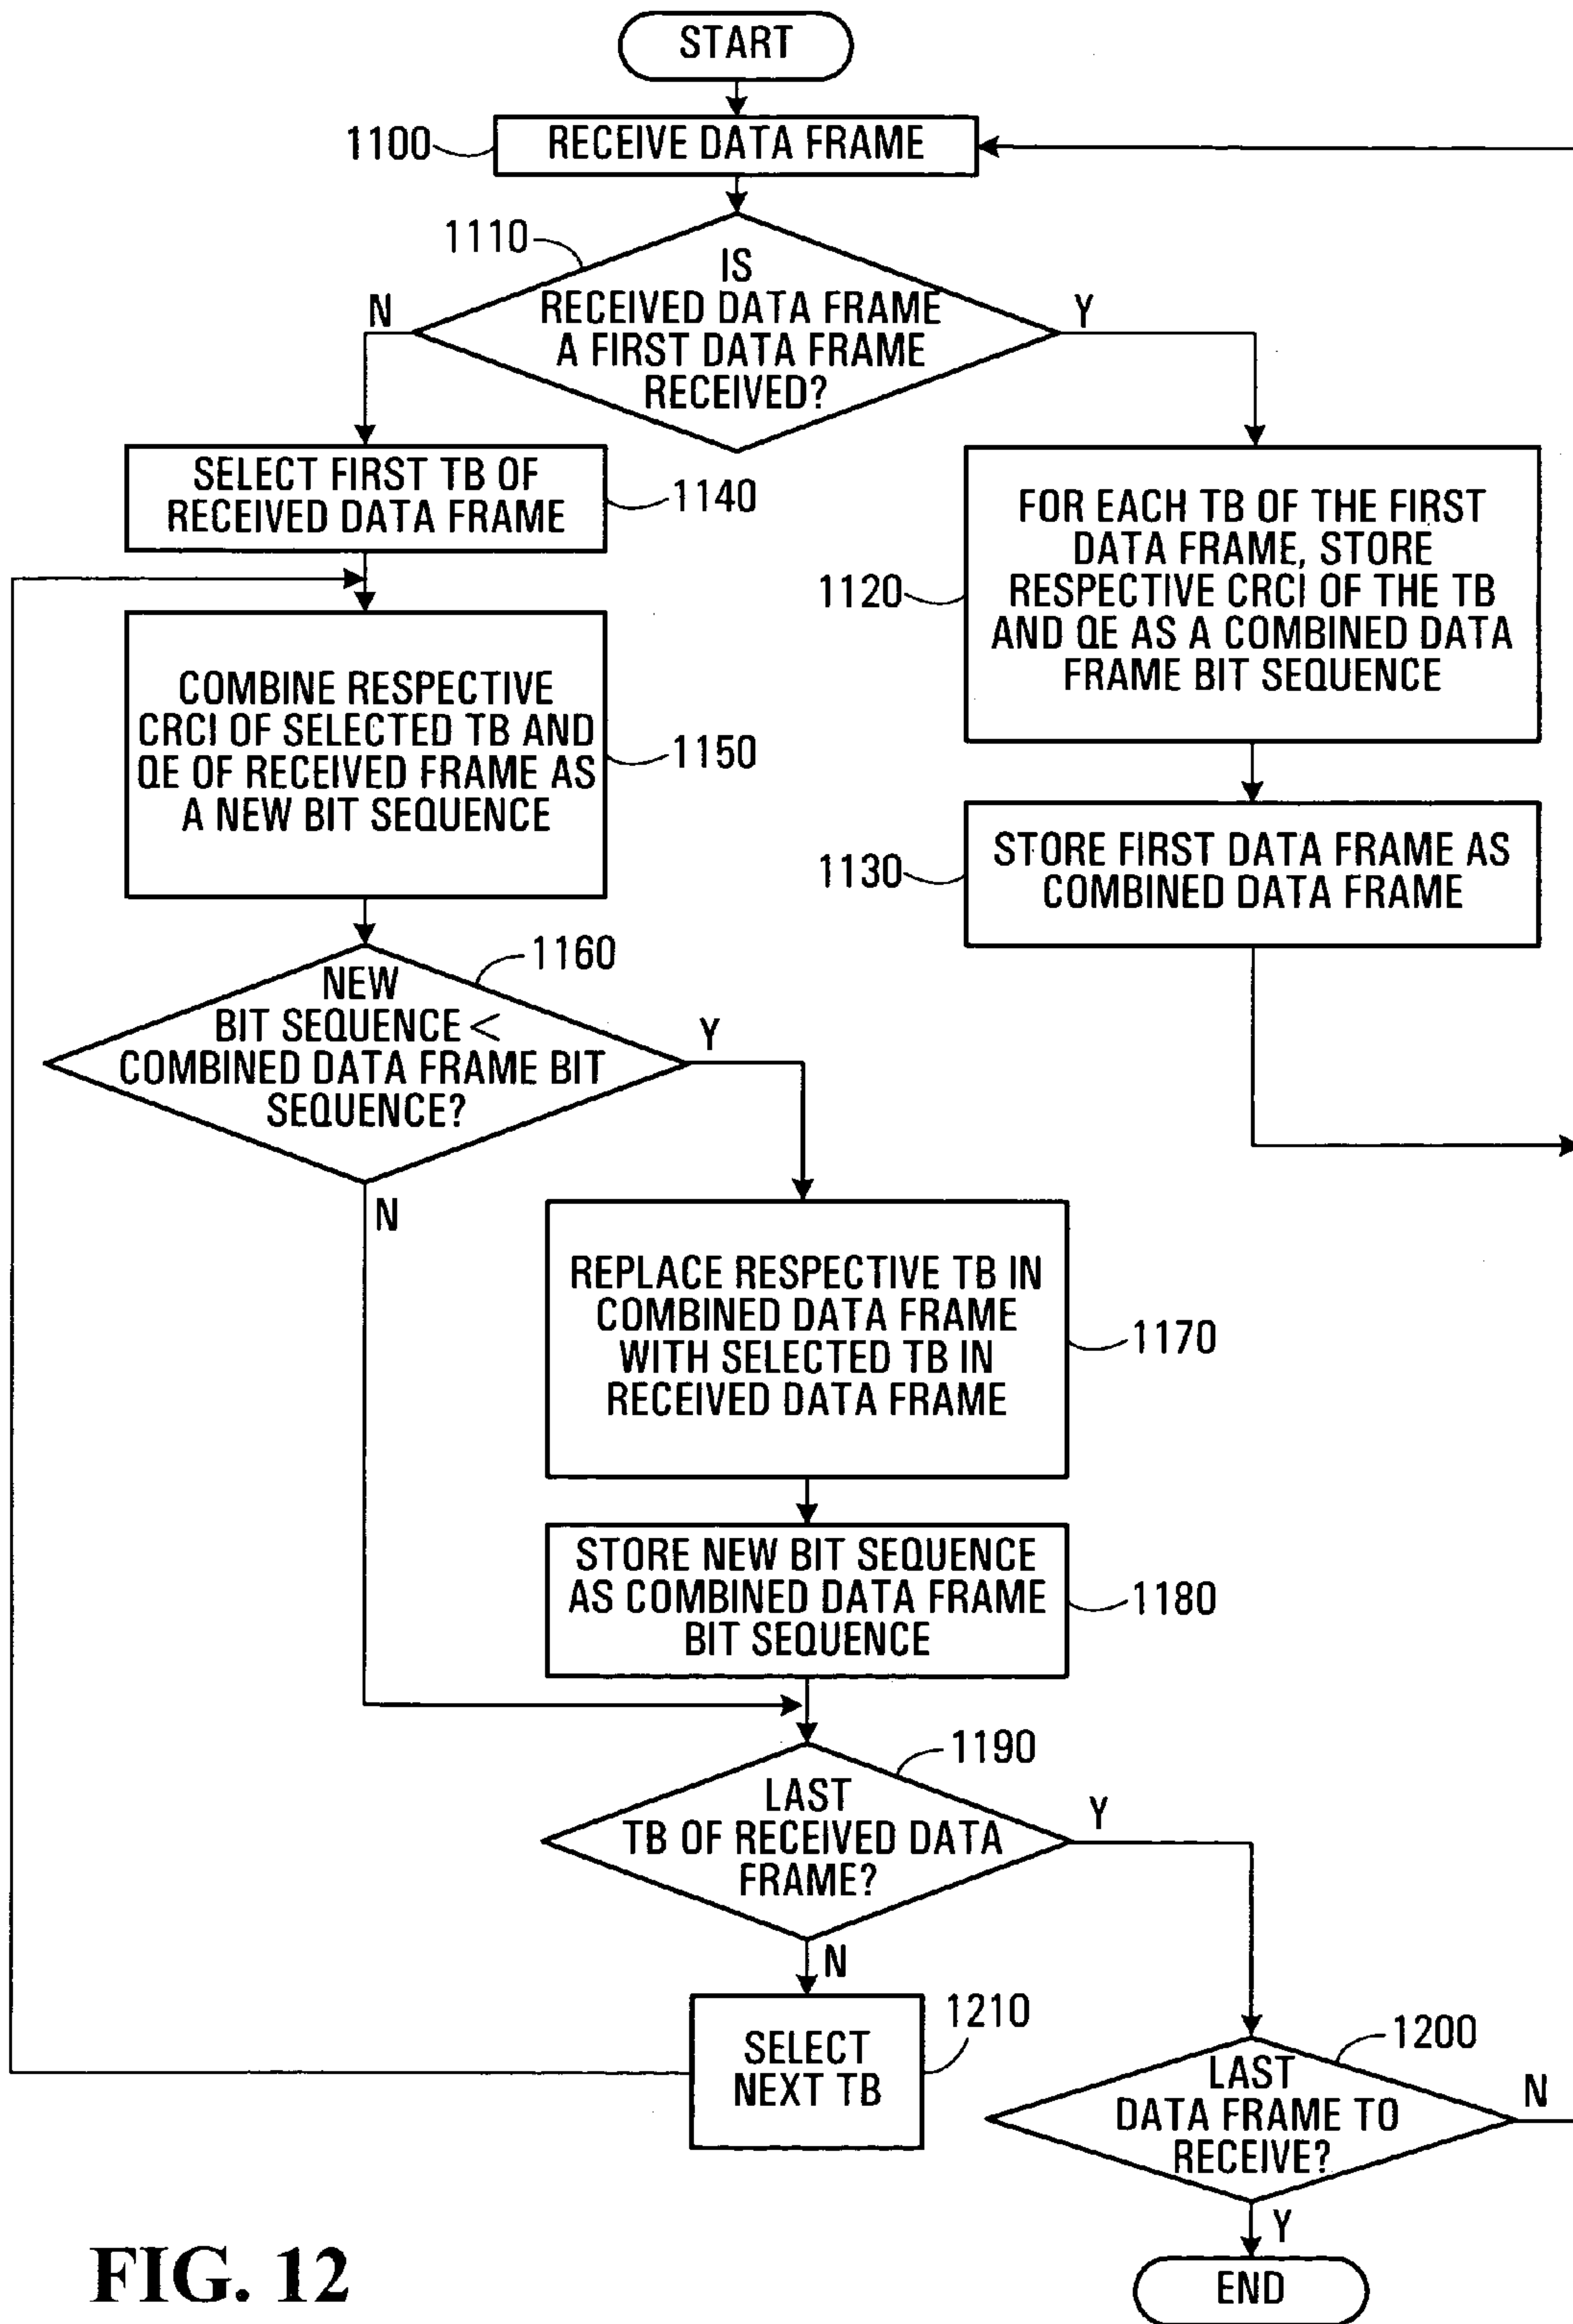 START
1100
RECEIVE DATA FRAME
1110
IS
RECEIVED DATA FRAME
A FIRST DATA FRAME
RECEIVED?
N
Y
SELECT FIRST TB OF
RECEIVED DATA FRAME
1140
FOR EACH TB OF THE FIRST
DATA FRAME, STORE
RESPECTIVE CRCI OF THE TB
AND QE AS A COMBINED DATA
FRAME BIT SEQUENCE
1120
COMBINE RESPECTIVE
CRCI OF SELECTED TB AND
QE OF RECEIVED FRAME AS
A NEW BIT SEQUENCE
1150
STORE FIRST DATA FRAME AS
COMBINED DATA FRAME
1130
1160
NEW
BIT SEQUENCE <
COMBINED DATA FRAME BIT
SEQUENCE?
Y
N
REPLACE RESPECTIVE TB IN
COMBINED DATA FRAME
WITH SELECTED TB IN
RECEIVED DATA FRAME
1170
STORE NEW BIT SEQUENCE
AS COMBINED DATA FRAME
BIT SEQUENCE
1180
1190
LAST
TB OF RECEIVED DATA
FRAME?
Y
N
SELECT
NEXT TB
1210
1200
LAST
DATA FRAME TO
RECEIVE?
N
Y
END
FIG. 12